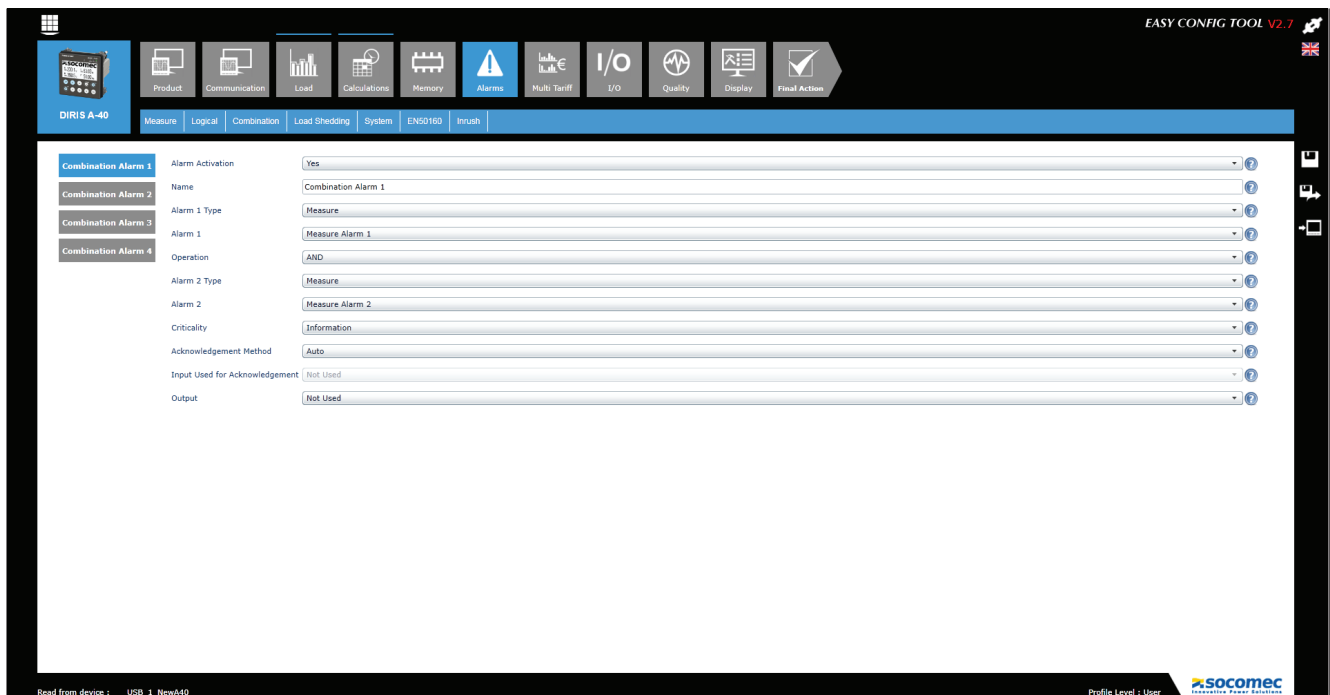 EASY CONFIG TOOL V2.7
socomec
DIRIS A-40
Product
Communication
Load
Calculations
Memory
Alarms
€
Multi Tariff
I/O
I/O
Quality
Display
Final Action
Measure
Logical
Combination
Load Shedding
System
EN50160
Inrush
Combination Alarm 1
Combination Alarm 2
Combination Alarm 3
Combination Alarm 4
Alarm Activation Yes ?
Name Combination Alarm 1 ?
Alarm 1 Type Measure ?
Alarm 1 Measure Alarm 1 ?
Operation AND ?
Alarm 2 Type Measure ?
Alarm 2 Measure Alarm 2 ?
Criticality Information ?
Acknowledgement Method Auto ?
Input Used for Acknowledgement Not Used ?
Output Not Used ?
Read from device : USB_1_NewA40
Profile Level : User
socomec
Innovative Power Solutions